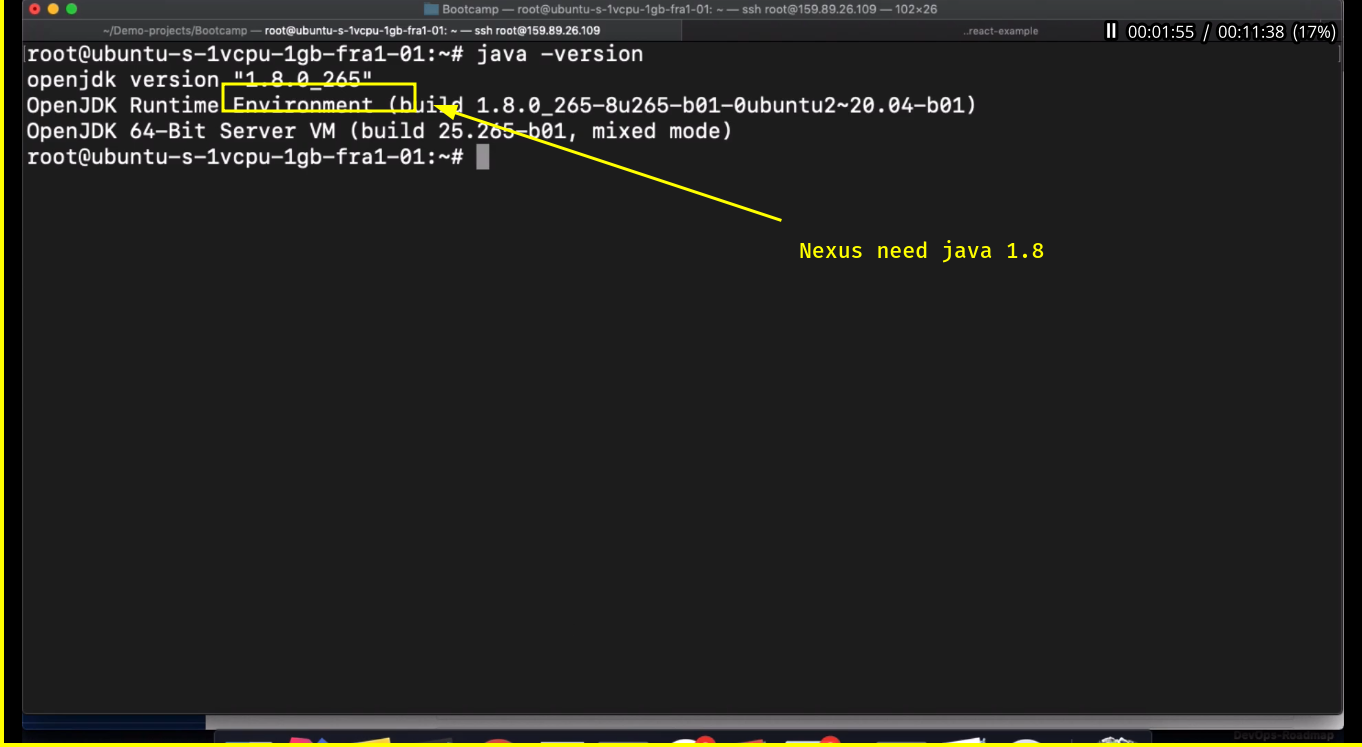 Bootcamp — root@ubuntu-s-1vcpu-1gb-fra1-01: ~ — ssh root@159.89.26.109 — 102×26
~/Demo-projects/Bootcamp — root@ubuntu-s-1vcpu-1gb-fra1-01: ~ — ssh root@159.89.26.109
..react-example
00:01:55 / 00:11:38 (17%)
root@ubuntu-s-1vcpu-1gb-fra1-01:~# java -version
openjdk version "1.8.0_265"
OpenJDK Runtime Environment (build 1.8.0_265-8u265-b01-0ubuntu2~20.04-b01)
OpenJDK 64-Bit Server VM (build 25.265-b01, mixed mode)
root@ubuntu-s-1vcpu-1gb-fra1-01:~#
Nexus need java 1.8
DevOps-Roadmap